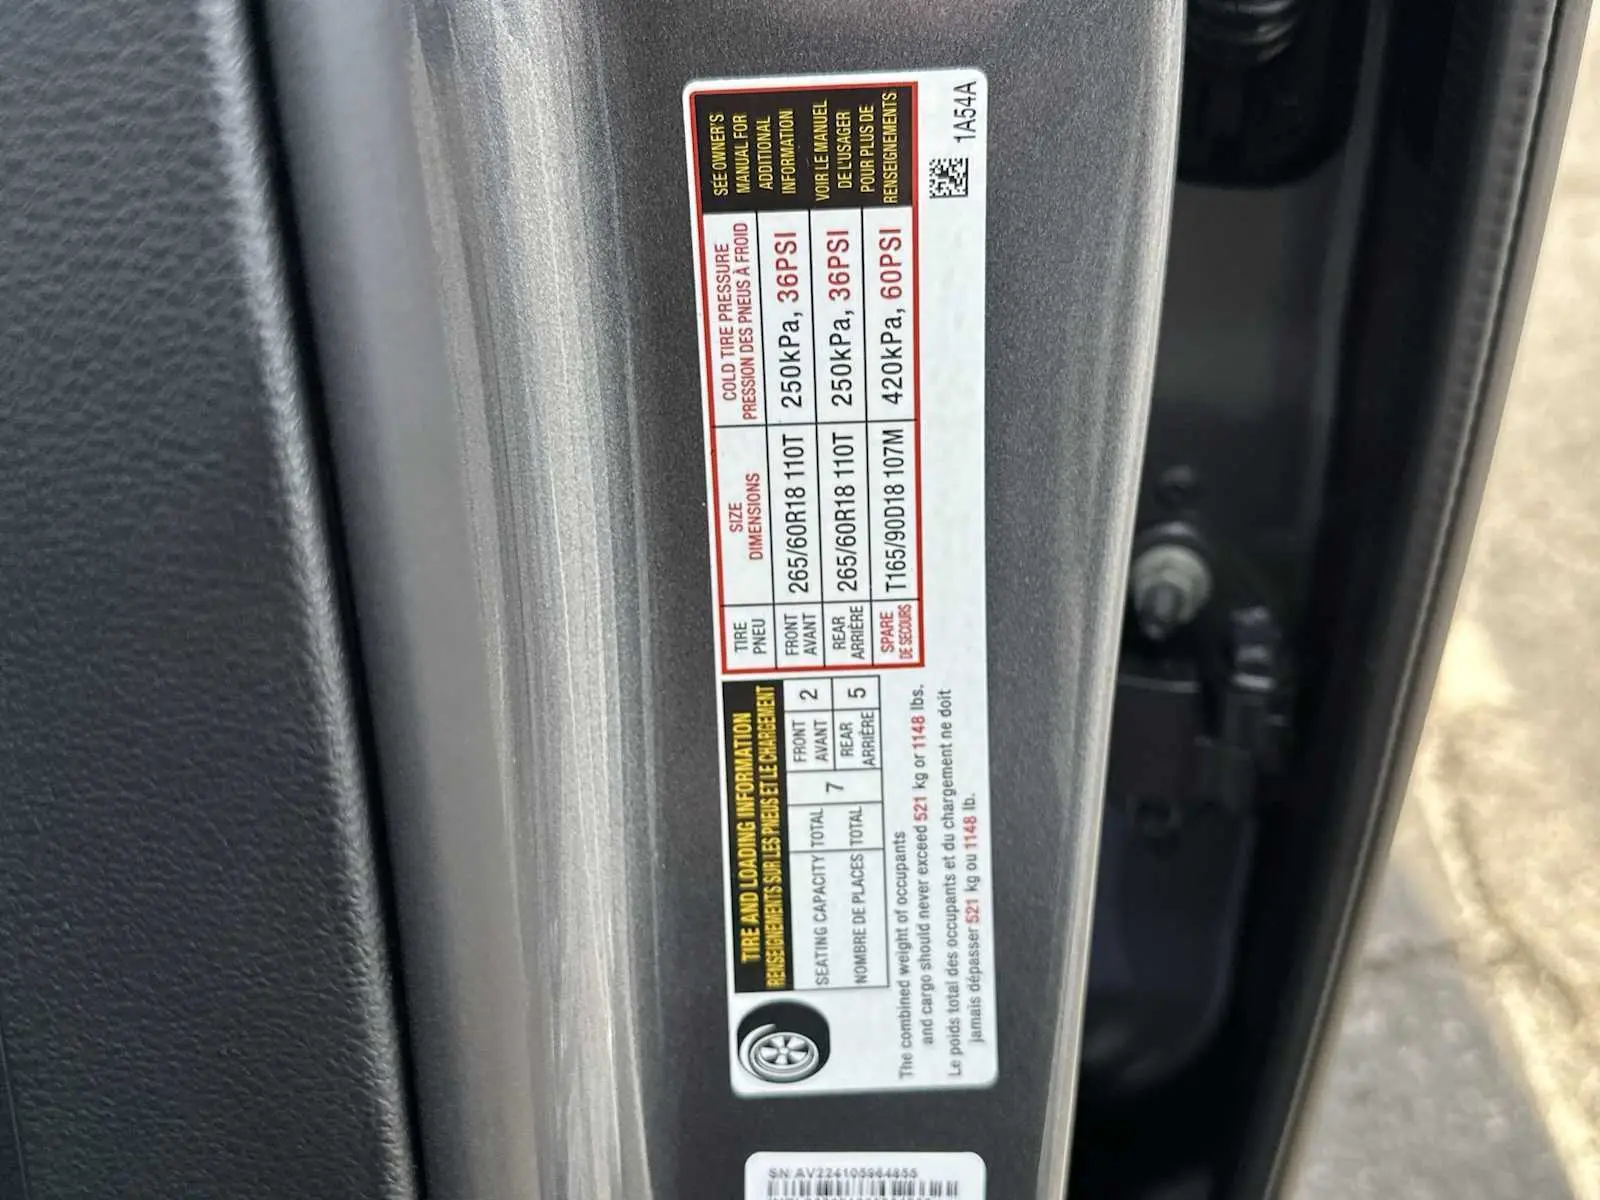 TIRE AND LOADING INFORMATION
RENSEIGNEMENTS SUR LES PNEUS ET LE CHARGEMENT
SEATING CAPACITY
NOMBRE DE PLACES
TOTAL
TOTAL
7
FRONT
AVANT
2
REAR
ARRIÈRE
5
The combined weight of occupants
and cargo should never exceed 521 kg or 1148 lbs.
Le poids total des occupants et du chargement ne doit
jamais dépasser 521 kg ou 1148 lb.
TIRE
PNEU
SIZE
DIMENSIONS
COLD TIRE PRESSURE
PRESSION DES PNEUS À FROID
FRONT
AVANT
265/60R18 110T
250kPa, 36PSI
REAR
ARRIÈRE
265/60R18 110T
250kPa, 36PSI
SPARE
DE SECOURS
T165/90D18 107M
420kPa, 60PSI
SEE OWNER'S
MANUAL FOR
ADDITIONAL
INFORMATION
VOIR LE MANUEL
DE L'USAGER
POUR PLUS DE
RENSEIGNEMENTS
1A54A
SN: AV224105964855